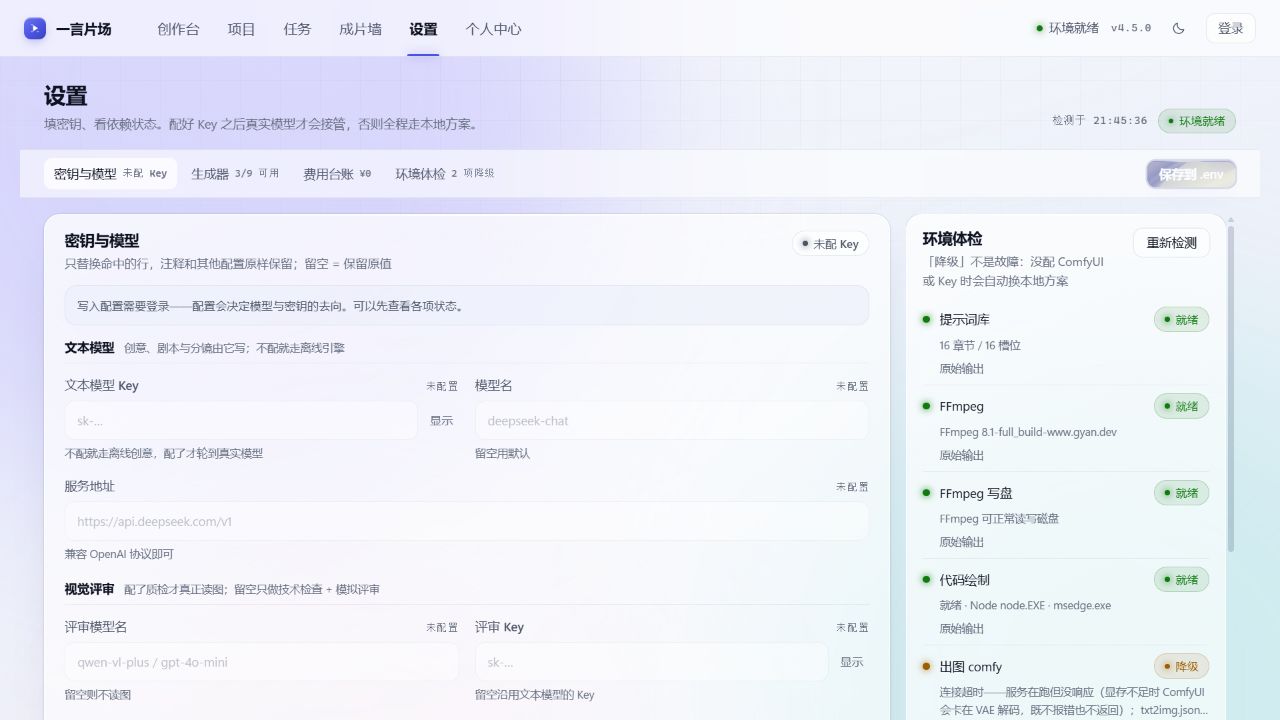 一言片场
创作台
项目
任务
成片墙
设置
个人中心
环境就绪 v4.5.0
登录
设置
填密钥、看依赖状态。配好 Key 之后真实模型才会接管，否则全程走本地方案。
检测于 21:45:36
环境就绪
密钥与模型 未配 Key
生成器 3/9 可用
费用台账 ¥0
环境体检 2 项降级
保存到 .env
密钥与模型
只替换命中的行，注释和其他配置原样保留；留空 = 保留原值
未配 Key
写入配置需要登录——配置会决定模型与密钥的去向。可以先查看各项状态。
文本模型 创意、剧本与分镜由它写；不配就走离线引擎
文本模型 Key 未配置
sk-...
显示
不配就走离线创意，配了才轮到真实模型
模型名 未配置
deepseek-chat
留空用默认
服务地址 未配置
https://api.deepseek.com/v1
兼容 OpenAI 协议即可
视觉评审 配了质检才真正读图；留空只做技术检查 + 模拟评审
评审模型名 未配置
qwen-vl-plus / gpt-4o-mini
留空则不读图
评审 Key 未配置
sk-...
显示
留空沿用文本模型的 Key
环境体检
重新检测
「降级」不是故障：没配 ComfyUI
或 Key 时会自动换本地方案
提示词库 就绪
16 章节 / 16 槽位
原始输出
FFmpeg 就绪
FFmpeg 8.1-full_build-www.gyan.dev
原始输出
FFmpeg 写盘 就绪
FFmpeg 可正常读写磁盘
原始输出
代码绘制 就绪
就绪 · Node node.EXE · msedge.exe
原始输出
出图 comfy 降级
连接超时——服务在跑但没响应（显存不足时 ComfyUI
会卡在 VAE 解码，既不报错也不返回）；txt2img.json...